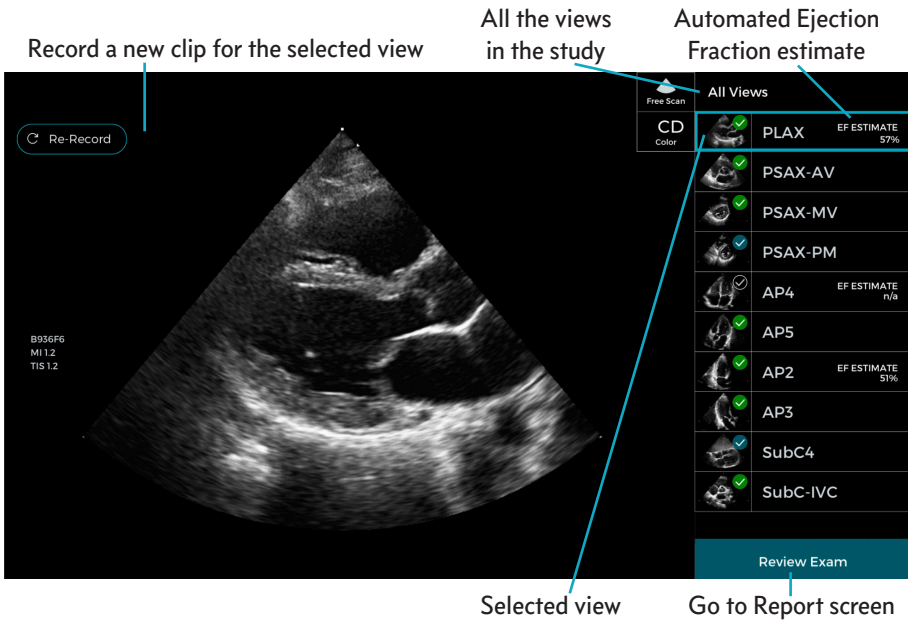 All the views
in the study
Automated Ejection
Fraction estimate
Record a new clip for the selected view
Free Scan
All Views
Re-Record
CD
Color
PLAX
EF ESTIMATE
57%
PSAX-AV
PSAX-MV
PSAX-PM
AP4
EF ESTIMATE
n/a
AP5
AP2
EF ESTIMATE
51%
AP3
SubC4
SubC-IVC
B936F6
MI 1.2
TIS 1.2
Review Exam
Selected view
Go to Report screen